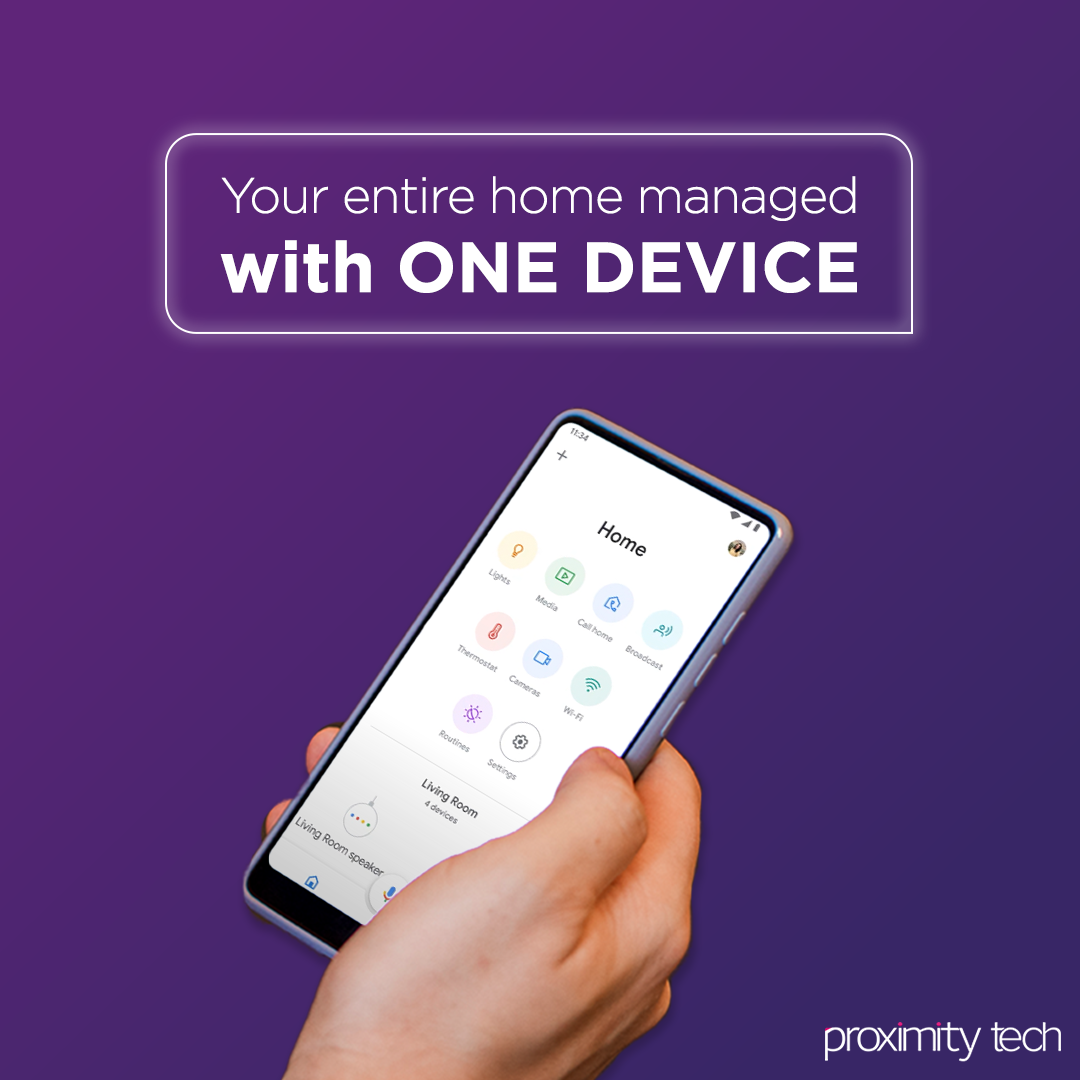 Your entire home managed
with ONE DEVICE
11:34
Home
Lights
Media
Call home
Broadcast
Thermostat
Cameras
Wi-Fi
Routines
Settings
Living Room
4 devices
Living Room speaker
proximity tech